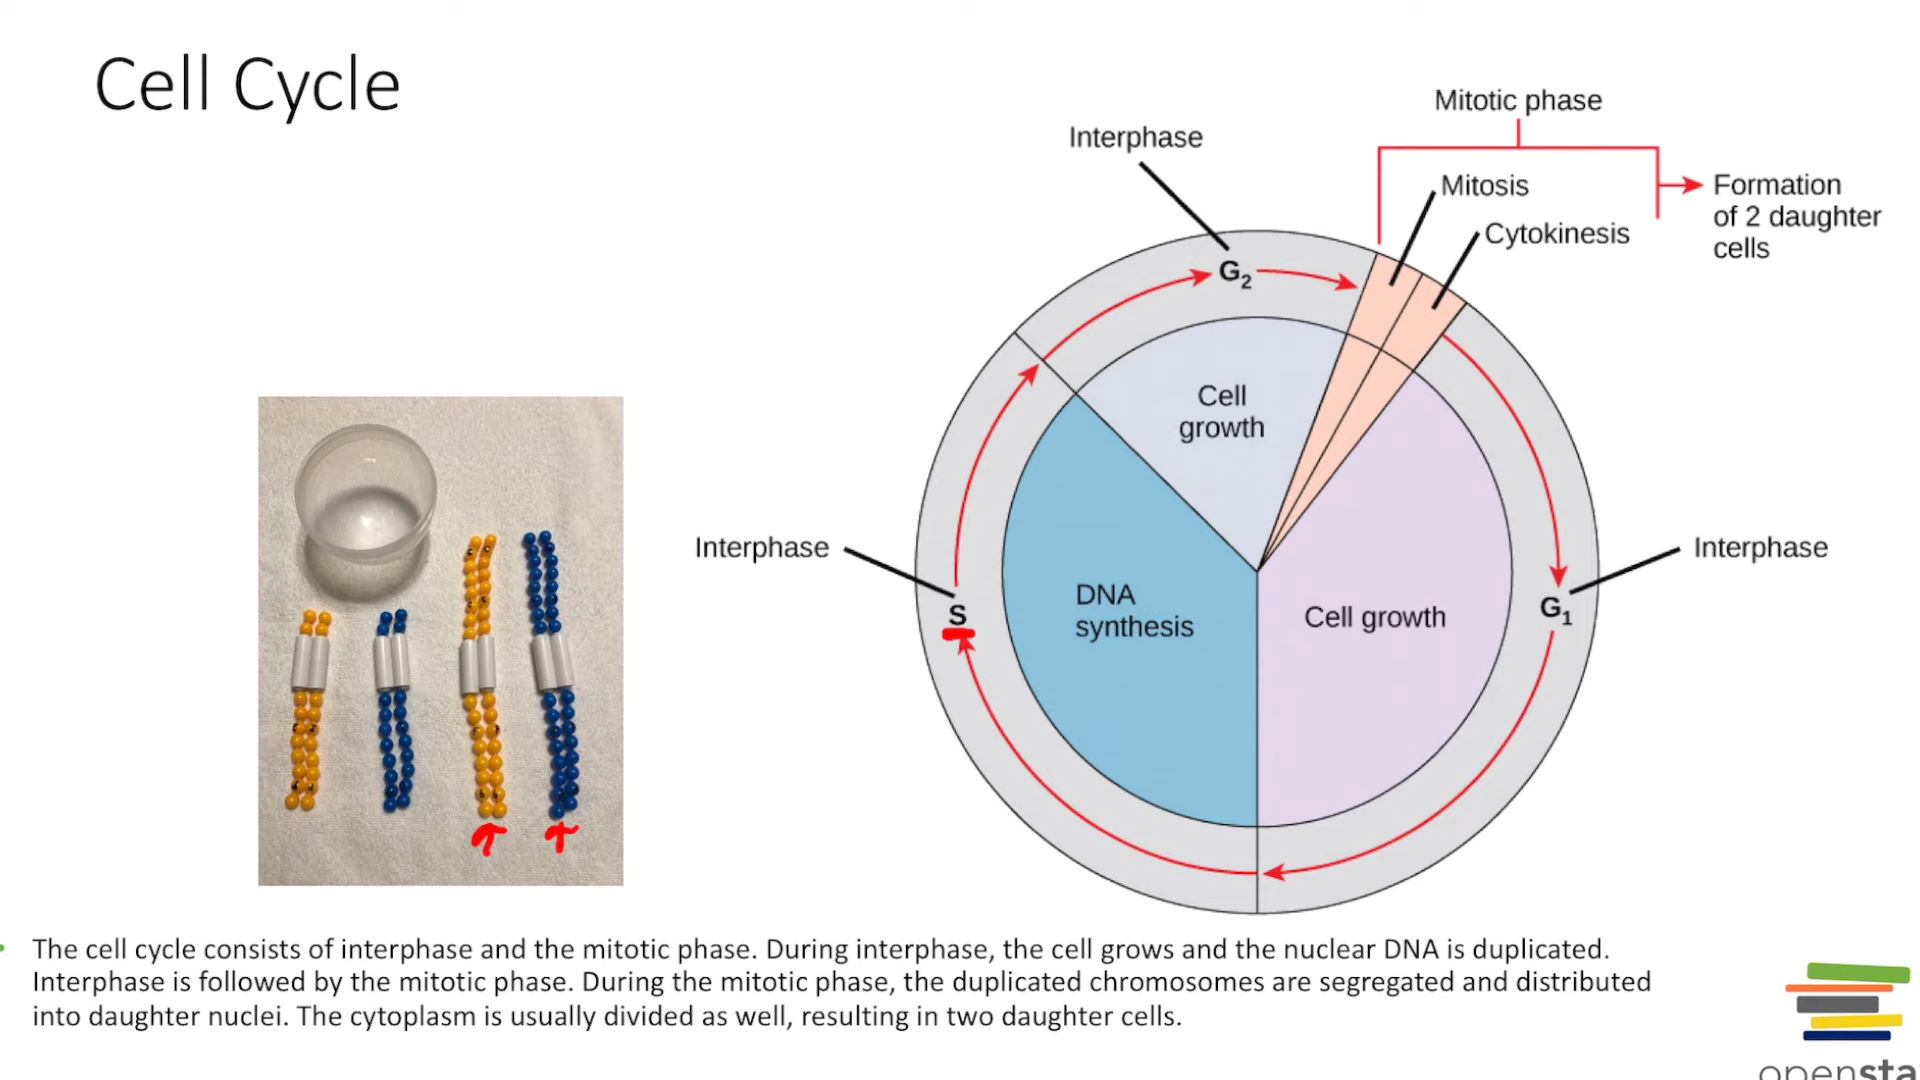 Cell Cycle
Mitotic phase
Interphase
Mitosis
Formation
of 2 daughter
cells
Cytokinesis
G₂
Cell
growth
Interphase
Interphase
DNA
synthesis
S
Cell growth
G₁
• The cell cycle consists of interphase and the mitotic phase. During interphase, the cell grows and the nuclear DNA is duplicated.
Interphase is followed by the mitotic phase. During the mitotic phase, the duplicated chromosomes are segregated and distributed
into daughter nuclei. The cytoplasm is usually divided as well, resulting in two daughter cells.
opensta